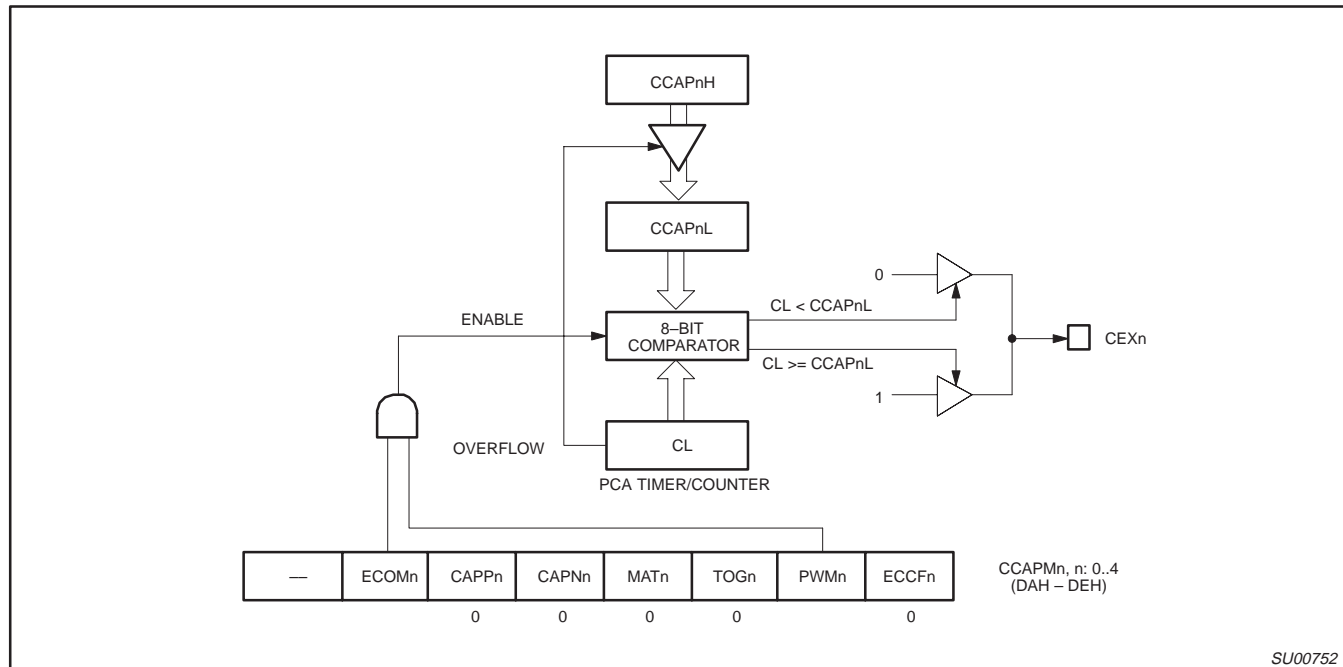 CCAPnH
CCAPnL
0
CL < CCAPnL
ENABLE
8–BIT
COMPARATOR
CEXn
CL >= CCAPnL
1
OVERFLOW
CL
PCA TIMER/COUNTER
— ECOMn CAPPn CAPNn MATn TOGn PWMn ECCFn
CCAPMn, n: 0..4
(DAH – DEH)
0 0 0 0 0
SU00752